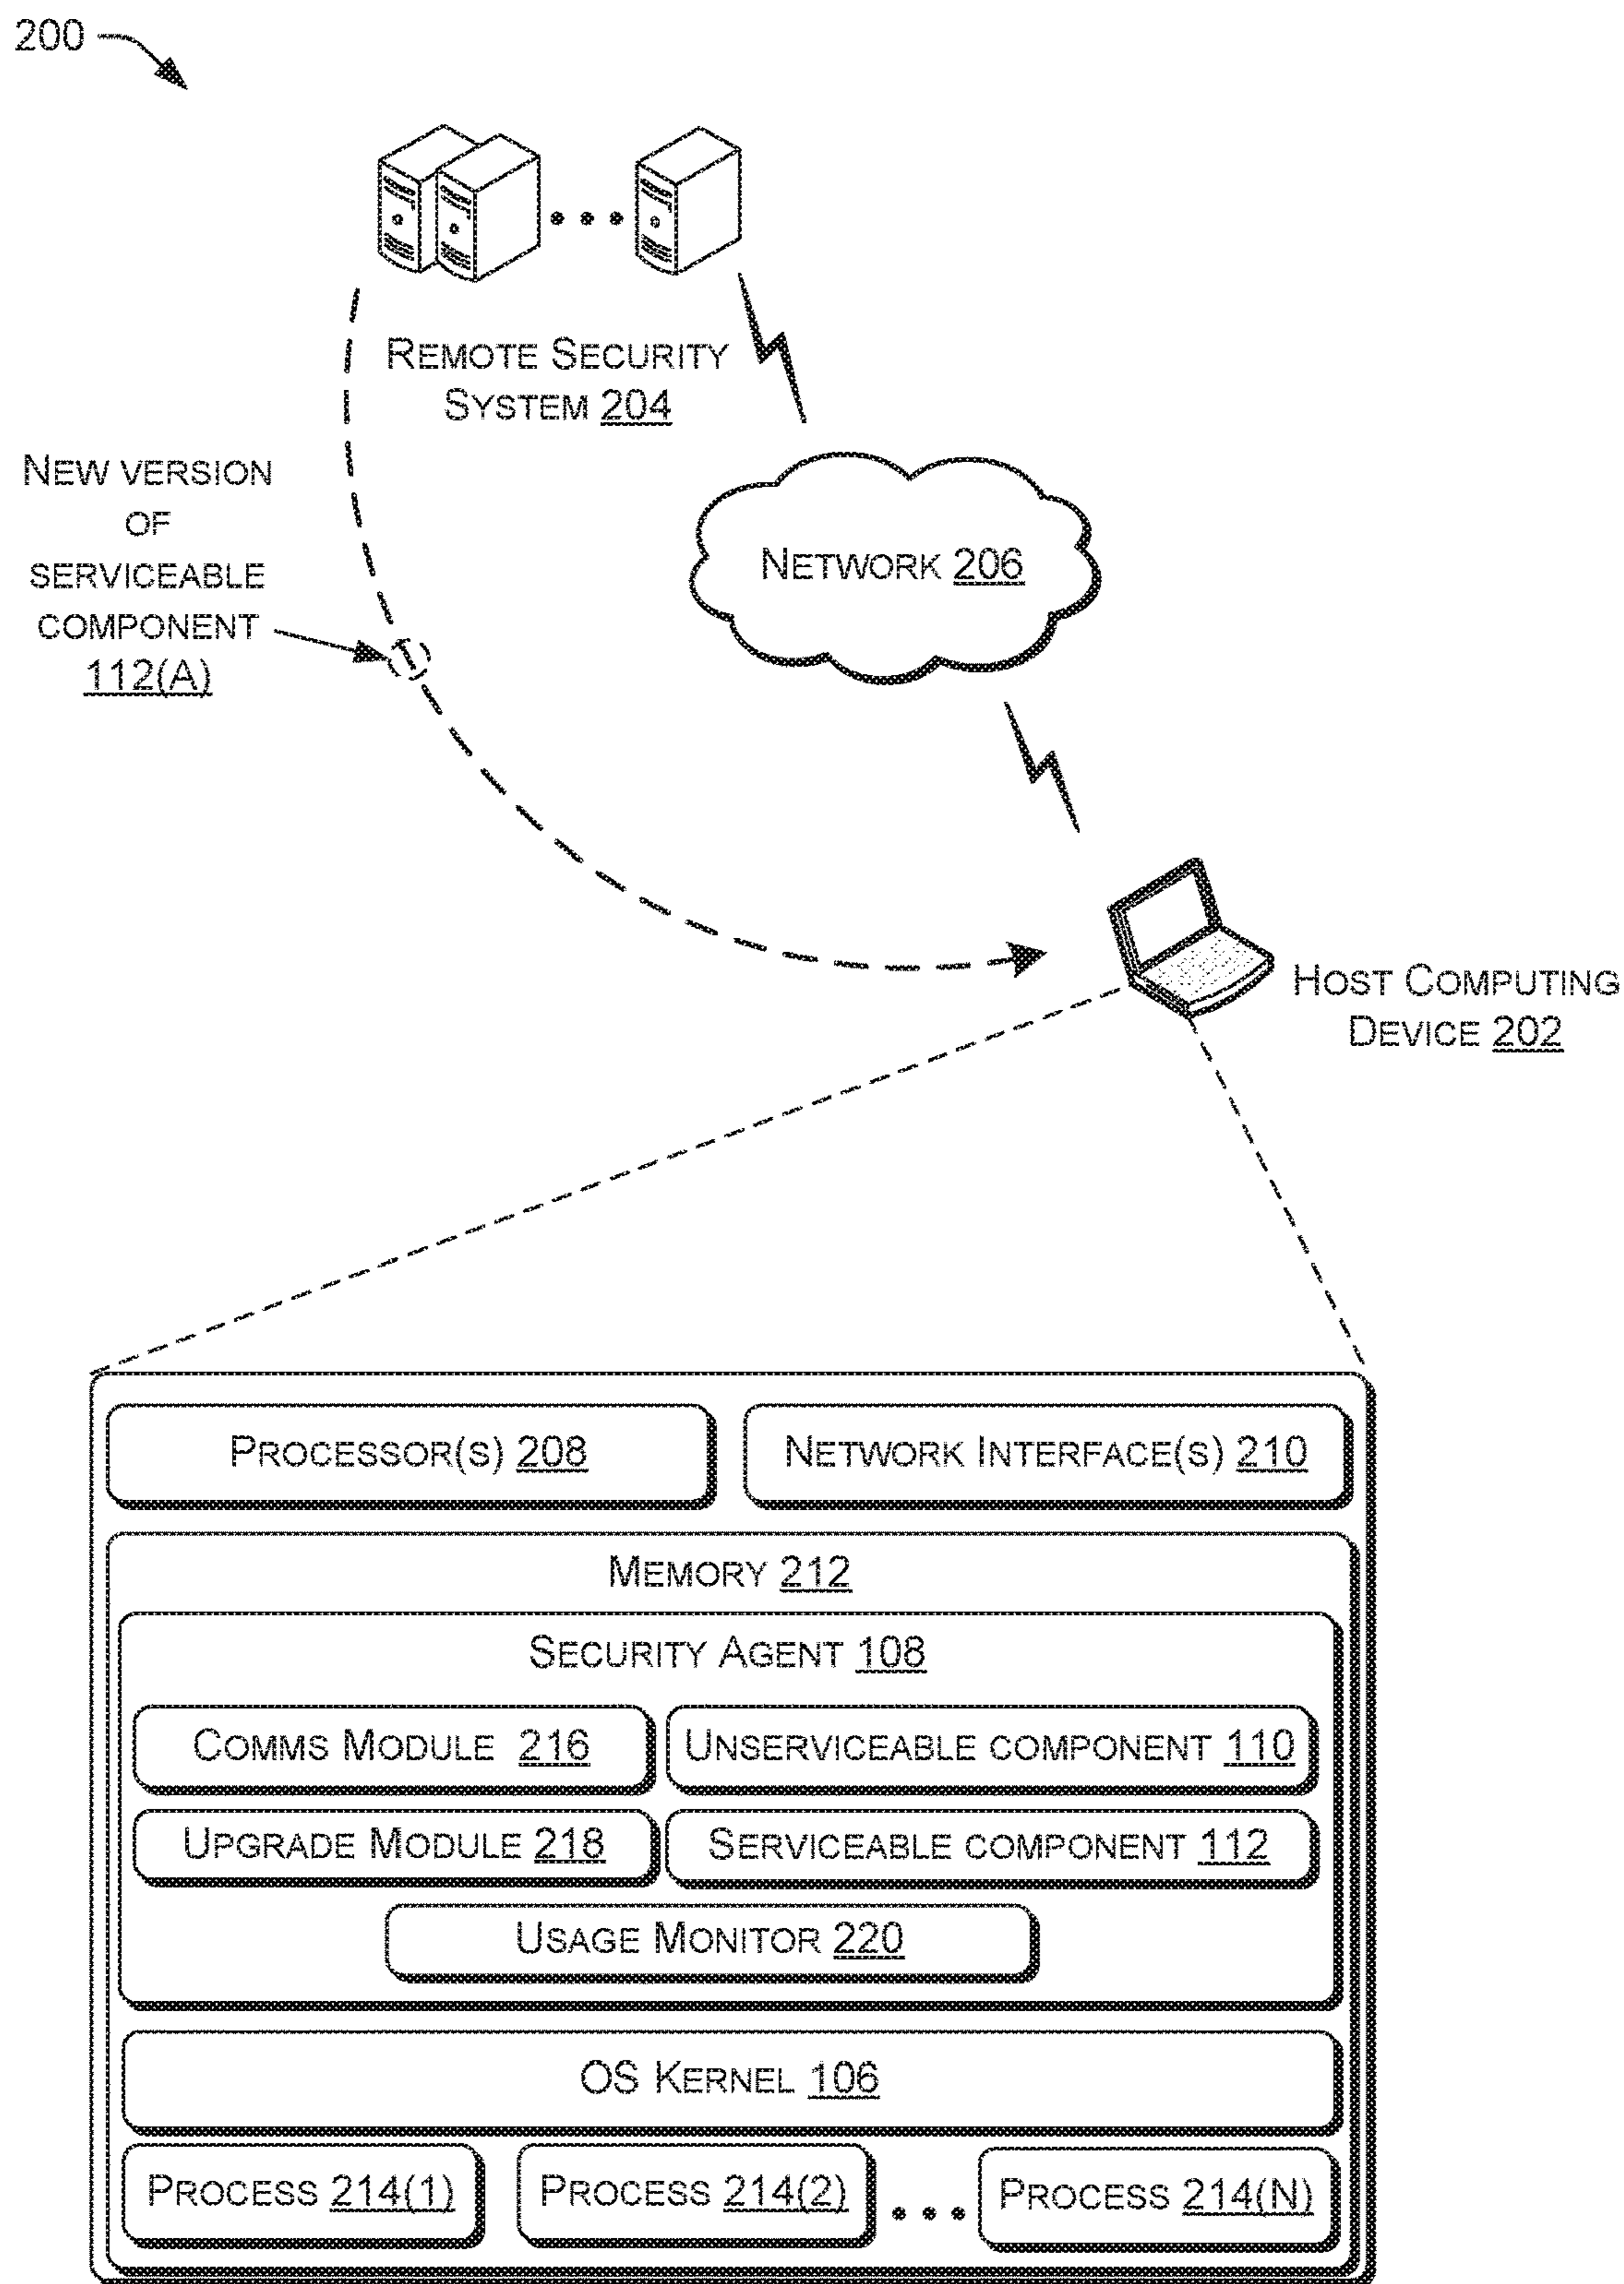 200
REMOTE SECURITY
SYSTEM 204
NEW VERSION
OF
SERVICEABLE
COMPONENT
112(A)
NETWORK 206
HOST COMPUTING
DEVICE 202
PROCESSOR(S) 208
NETWORK INTERFACE(S) 210
MEMORY 212
SECURITY AGENT 108
COMMS MODULE 216
UNSERVICEABLE COMPONENT 110
UPGRADE MODULE 218
SERVICEABLE COMPONENT 112
USAGE MONITOR 220
OS KERNEL 106
PROCESS 214(1)
PROCESS 214(2)
PROCESS 214(N)